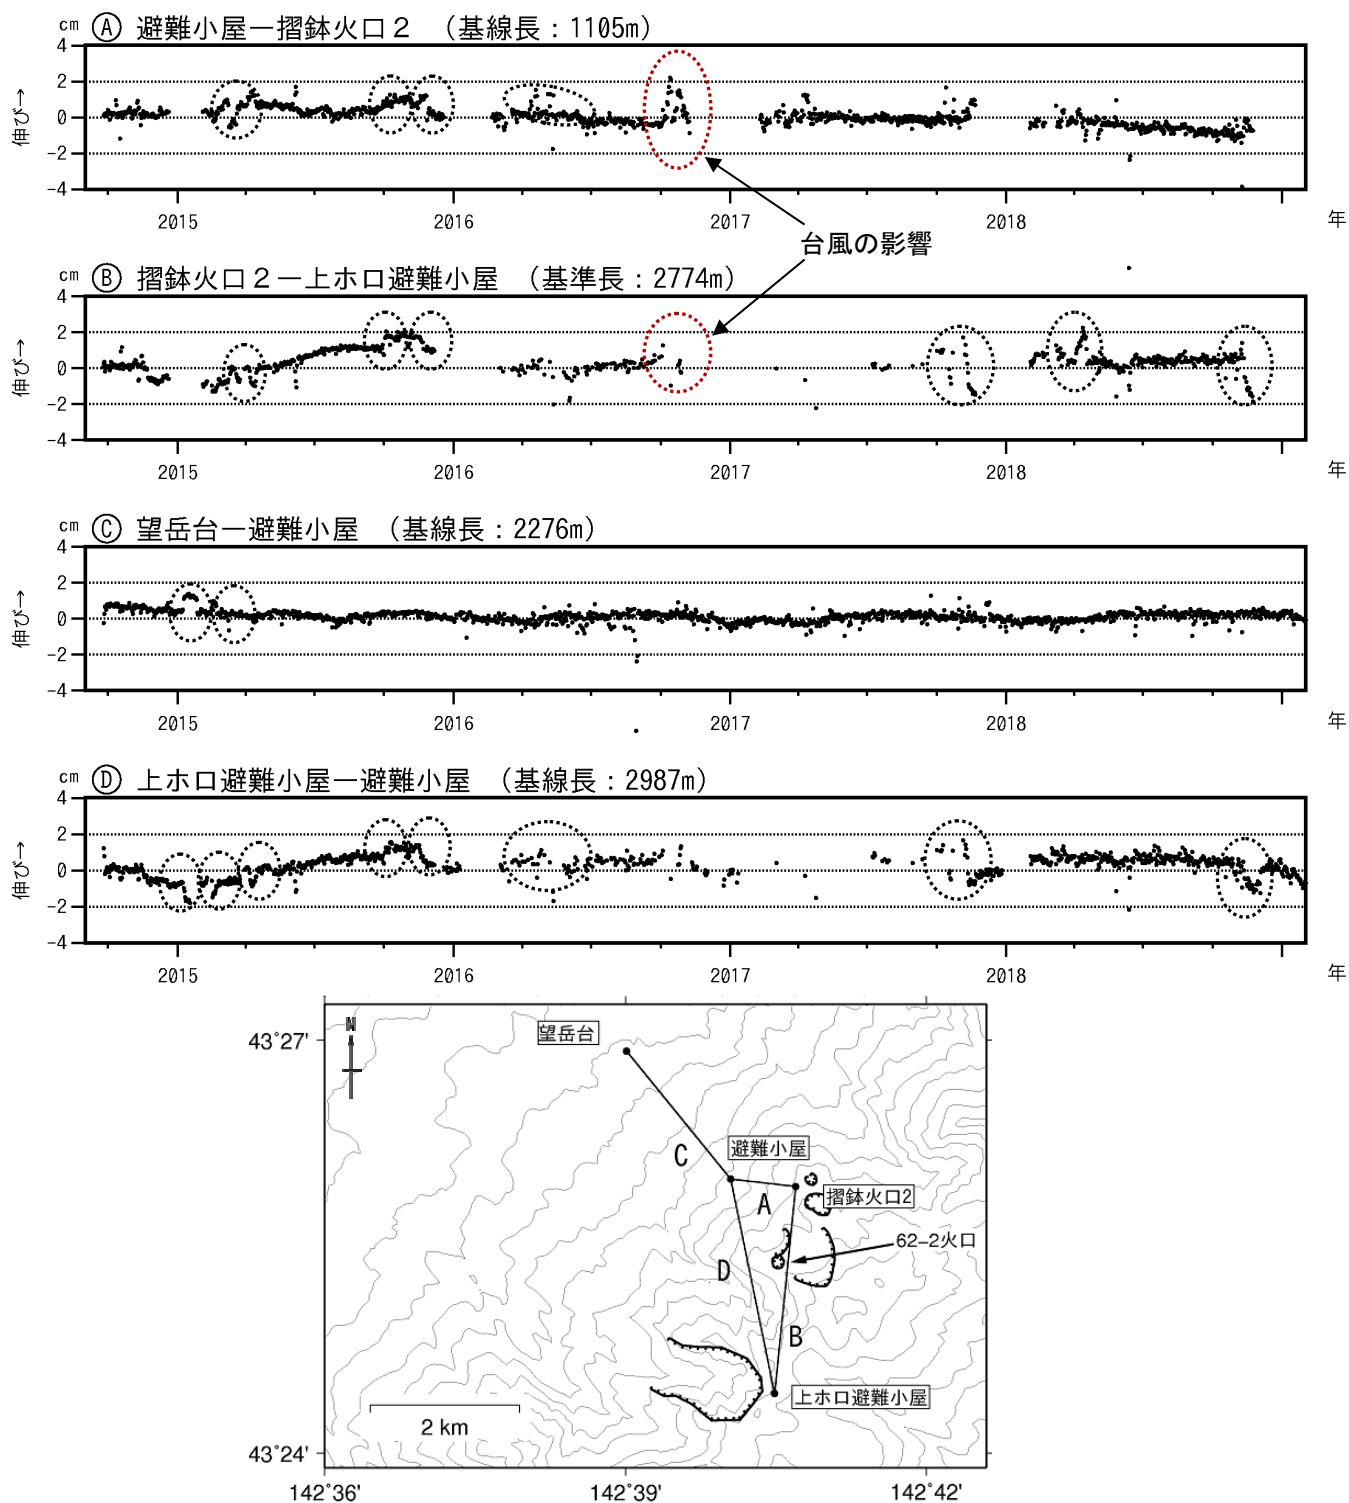 cm Ⓐ 避難小屋ー摺鉢火口２ （基線長：1105m）
4
2
0
-2
-4
伸び→
2015 2016 2017 2018 年
台風の影響
cm Ⓑ 摺鉢火口２ー上ホロ避難小屋 （基準長：2774m）
4
2
0
-2
-4
伸び→
2015 2016 2017 2018 年
cm Ⓒ 望岳台ー避難小屋 （基線長：2276m）
4
2
0
-2
-4
伸び→
2015 2016 2017 2018 年
cm Ⓓ 上ホロ避難小屋ー避難小屋 （基線長：2987m）
4
2
0
-2
-4
伸び→
2015 2016 2017 2018 年
N
43°27'
望岳台
避難小屋
C
A
摺鉢火口2
62-2火口
D
B
上ホロ避難小屋
2 km
43°24'
142°36' 142°39' 142°42'